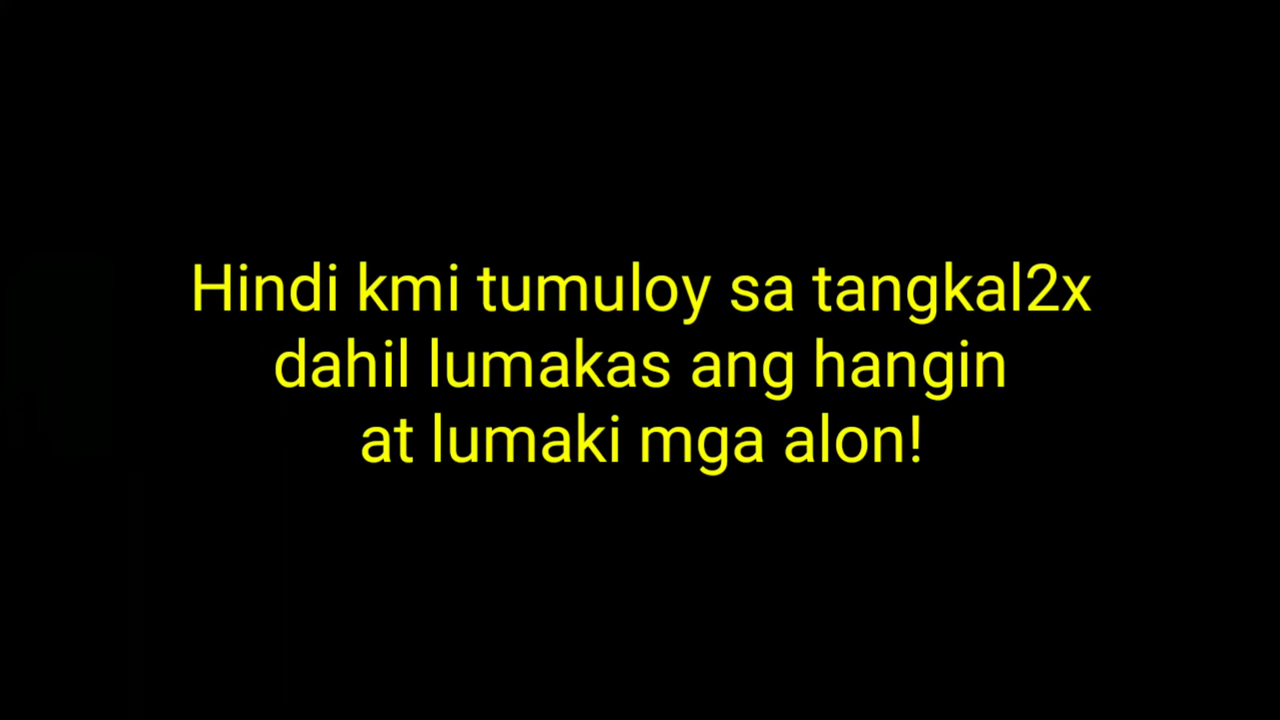 Hindi kmi tumuloy sa tangkal2x
dahil lumakas ang hangin
at lumaki mga alon!